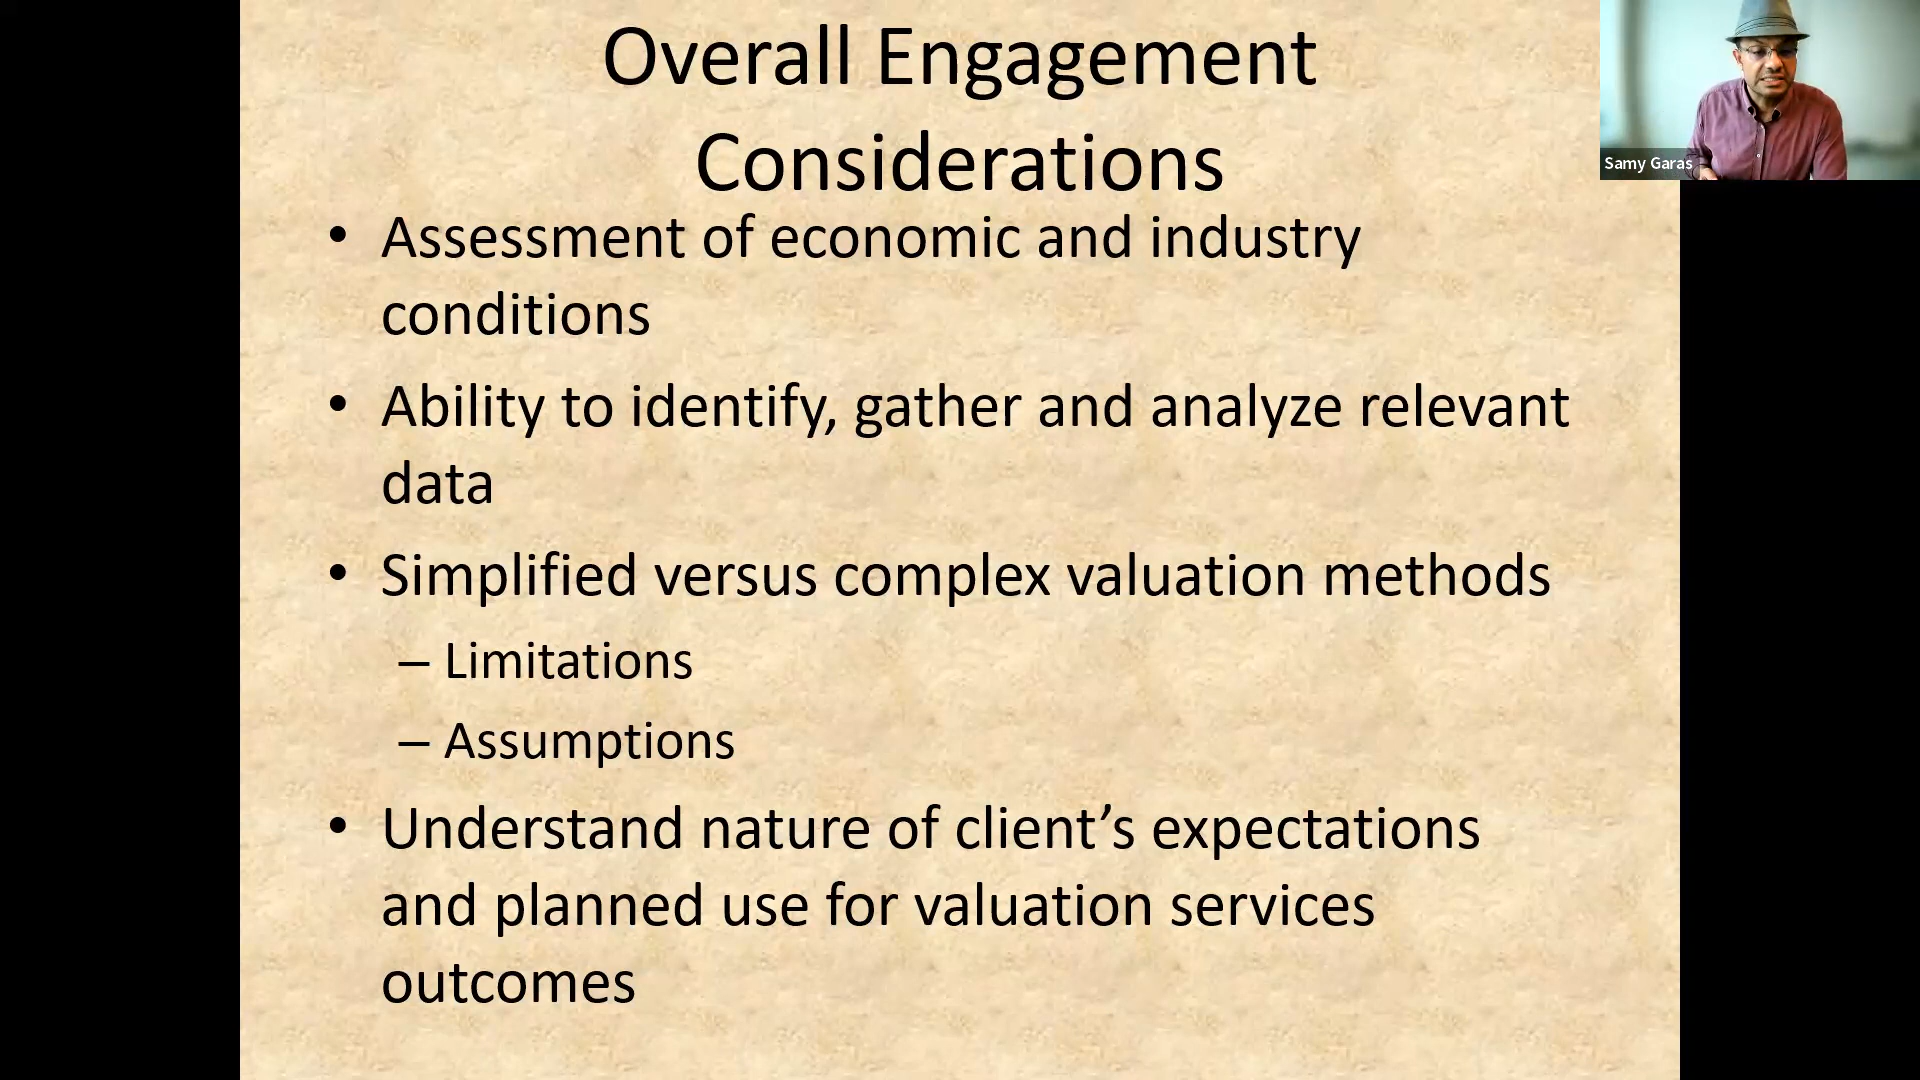 Overall Engagement
Considerations
Samy Garas
• Assessment of economic and industry
conditions
• Ability to identify, gather and analyze relevant
data
• Simplified versus complex valuation methods
– Limitations
– Assumptions
• Understand nature of client’s expectations
and planned use for valuation services
outcomes